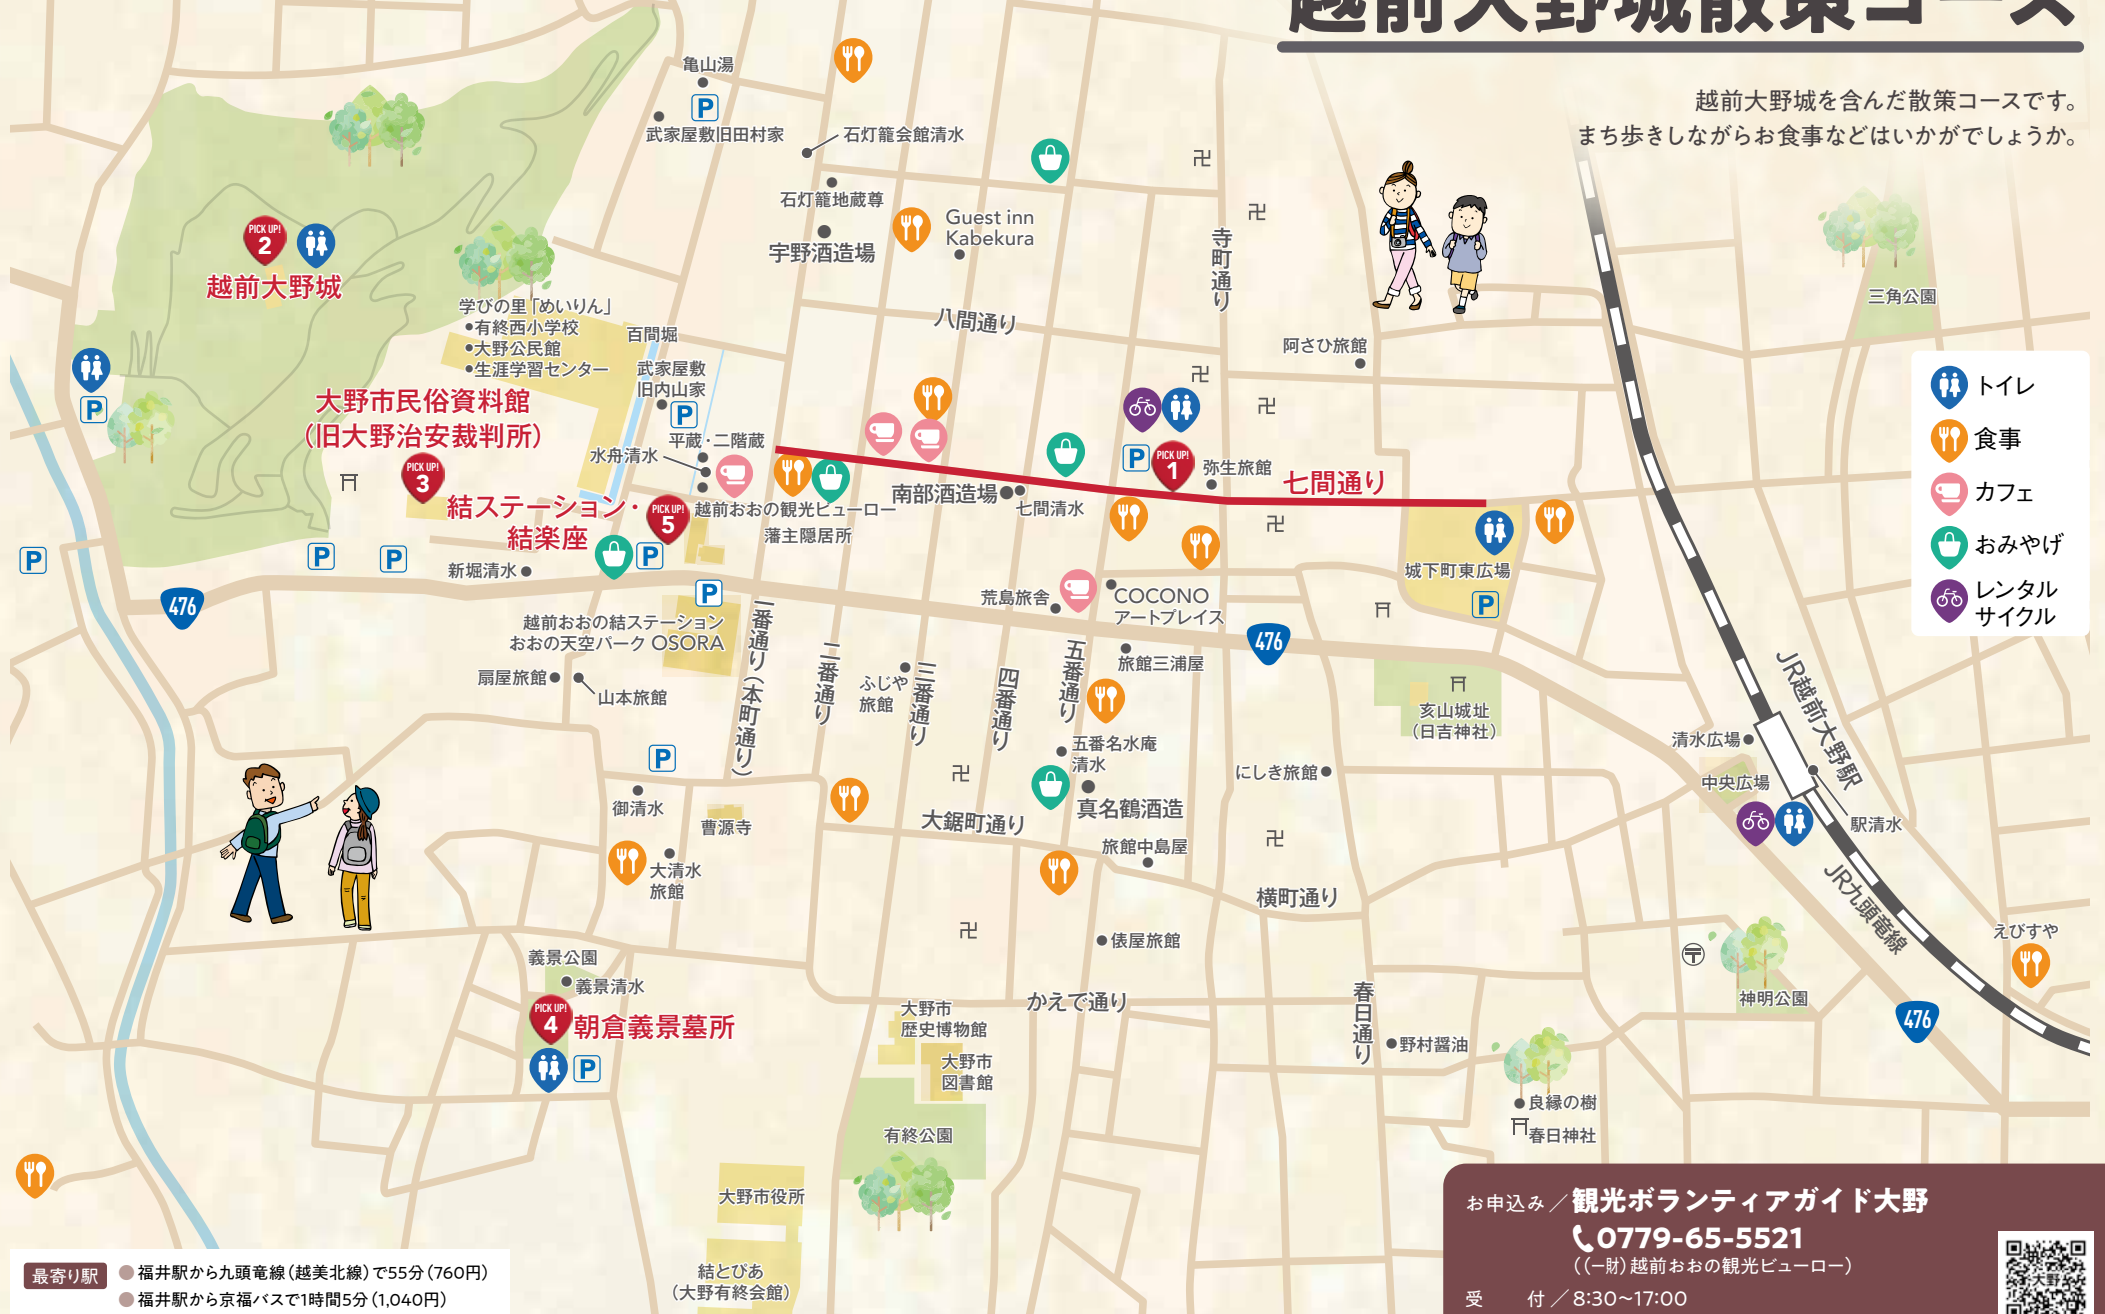 越前大野城散策コース
越前大野城を含んだ散策コースです。
まち歩きしながらお食事などはいかがでしょうか。
亀山湯
P
武家屋敷旧田村家
石灯籠会館清水
石灯籠地蔵尊
宇野酒造場
Guest inn
Kabekura
寺町通り
三角公園
PICK UP!
2
越前大野城
学びの里「めいりん」
●有終西小学校
●大野公民館
●生涯学習センター
百間堀
武家屋敷
旧内山家
P
八間通り
阿さひ旅館
トイレ
食事
カフェ
おみやげ
レンタル
サイクル
P
大野市民俗資料館
（旧大野治安裁判所）
PICK UP!
3
平蔵・二階蔵
水舟清水
P
PICK UP!
1
弥生旅館
七間通り
南部酒造場
七間清水
結ステーション・
結楽座
PICK UP!
5
越前おおの観光ビューロー
藩主隠居所
P
P
P
P
新堀清水
P
476
城下町東広場
P
荒島旅舎
COCONO
アートプレイス
476
越前おおの結ステーション
おおの天空パーク OSORA
一番通り（本町通り）
二番通り
三番通り
四番通り
五番通り
旅館三浦屋
扇屋旅館
山本旅館
ふじや
旅館
亥山城址
（日吉神社）
JR越前大野駅
清水広場
中央広場
駅清水
P
五番名水庵
清水
にしき旅館
真名鶴酒造
御清水
曹源寺
大鋸町通り
旅館中島屋
大清水
旅館
横町通り
JR九頭竜線
えびすや
俵屋旅館
義景公園
義景清水
PICK UP!
4
朝倉義景墓所
P
かえで通り
春日通り
神明公園
476
大野市
歴史博物館
大野市
図書館
野村醤油
良縁の樹
春日神社
有終公園
大野市役所
結とぴあ
（大野有終会館）
最寄り駅
●福井駅から九頭竜線（越美北線）で55分（760円）
●福井駅から京福バスで1時間5分（1,040円）
お申込み／観光ボランティアガイド大野
0779-65-5521
（（一財）越前おおの観光ビューロー）
受　付／8:30～17:00
大野